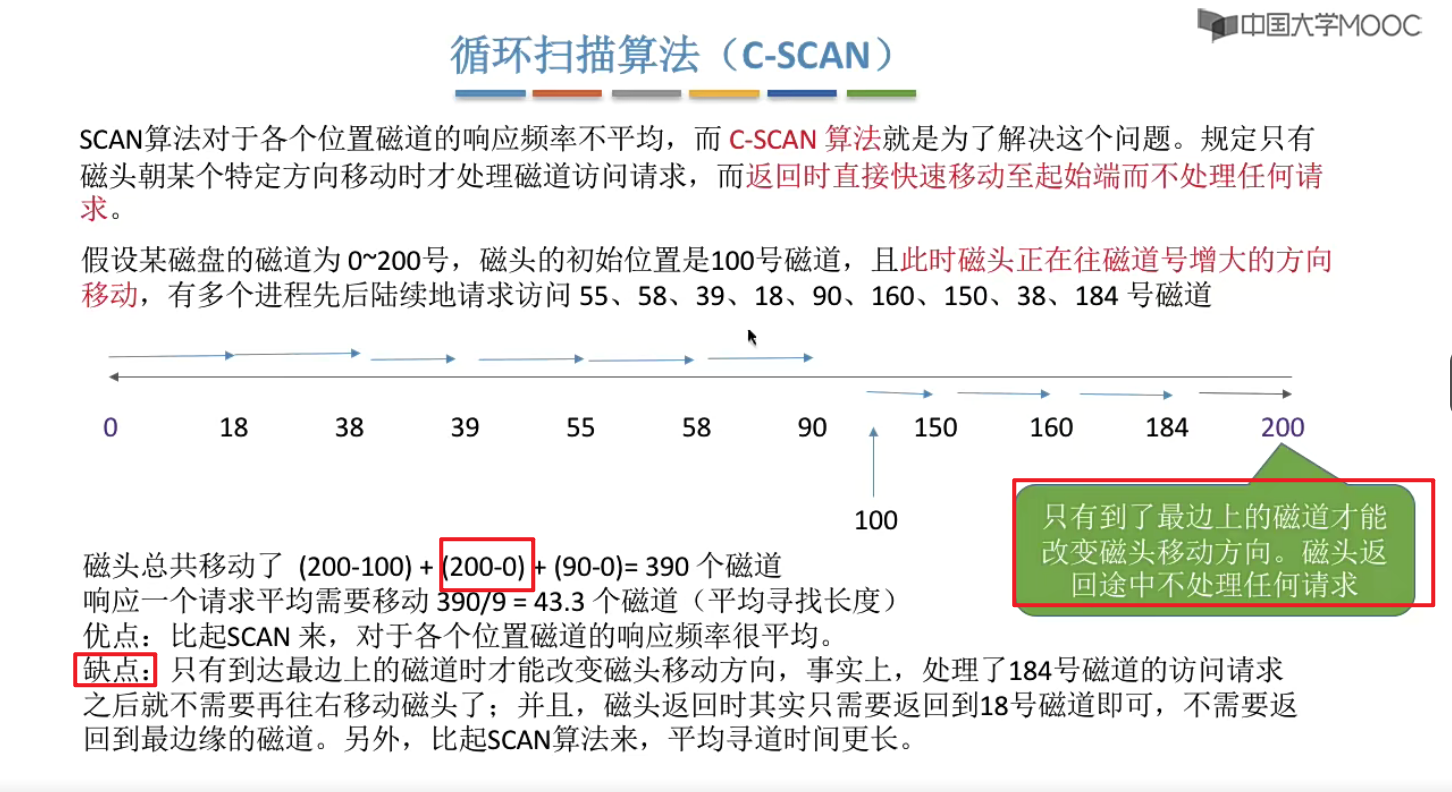 中国大学MOOC
循环扫描算法（C-SCAN）
SCAN算法对于各个位置磁道的响应频率不平均，而 C-SCAN 算法就是为了解决这个问题。规定只有
磁头朝某个特定方向移动时才处理磁道访问请求，而返回时直接快速移动至起始端而不处理任何请
求。
假设某磁盘的磁道为 0~200号，磁头的初始位置是100号磁道，且此时磁头正在往磁道号增大的方向
移动，有多个进程先后陆续地请求访问 55、58、39、18、90、160、150、38、184 号磁道
0 18 38 39 55 58 90 150 160 184 200
100
只有到了最边上的磁道才能
改变磁头移动方向。磁头返
回途中不处理任何请求
磁头总共移动了 (200-100) + (200-0) + (90-0)= 390 个磁道
响应一个请求平均需要移动 390/9 = 43.3 个磁道（平均寻找长度）
优点：比起SCAN 来，对于各个位置磁道的响应频率很平均。
缺点：只有到达最边上的磁道时才能改变磁头移动方向，事实上，处理了184号磁道的访问请求
之后就不需要再往右移动磁头了；并且，磁头返回时其实只需要返回到18号磁道即可，不需要返
回到最边缘的磁道。另外，比起SCAN算法来，平均寻道时间更长。